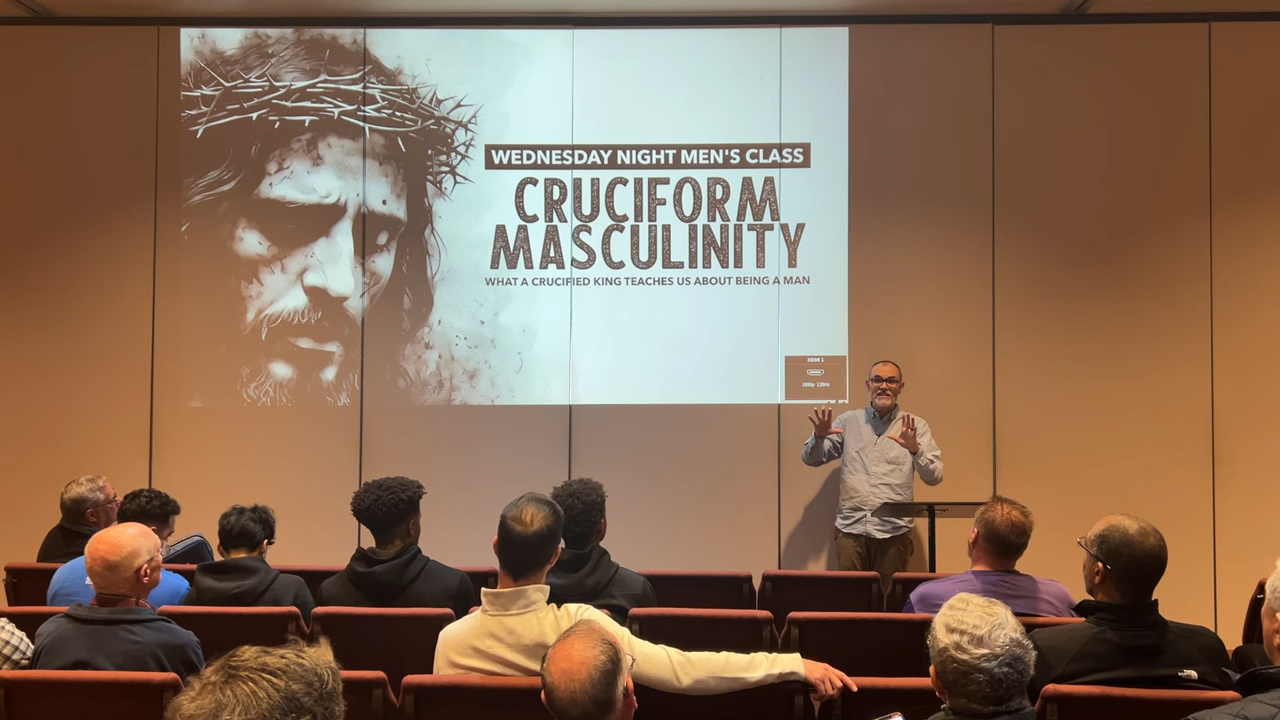 WEDNESDAY NIGHT MEN'S CLASS
CRUCIFORM
MASCULINITY
WHAT A CRUCIFIED KING TEACHES US ABOUT BEING A MAN
HDMI 1
1080p 120Hz